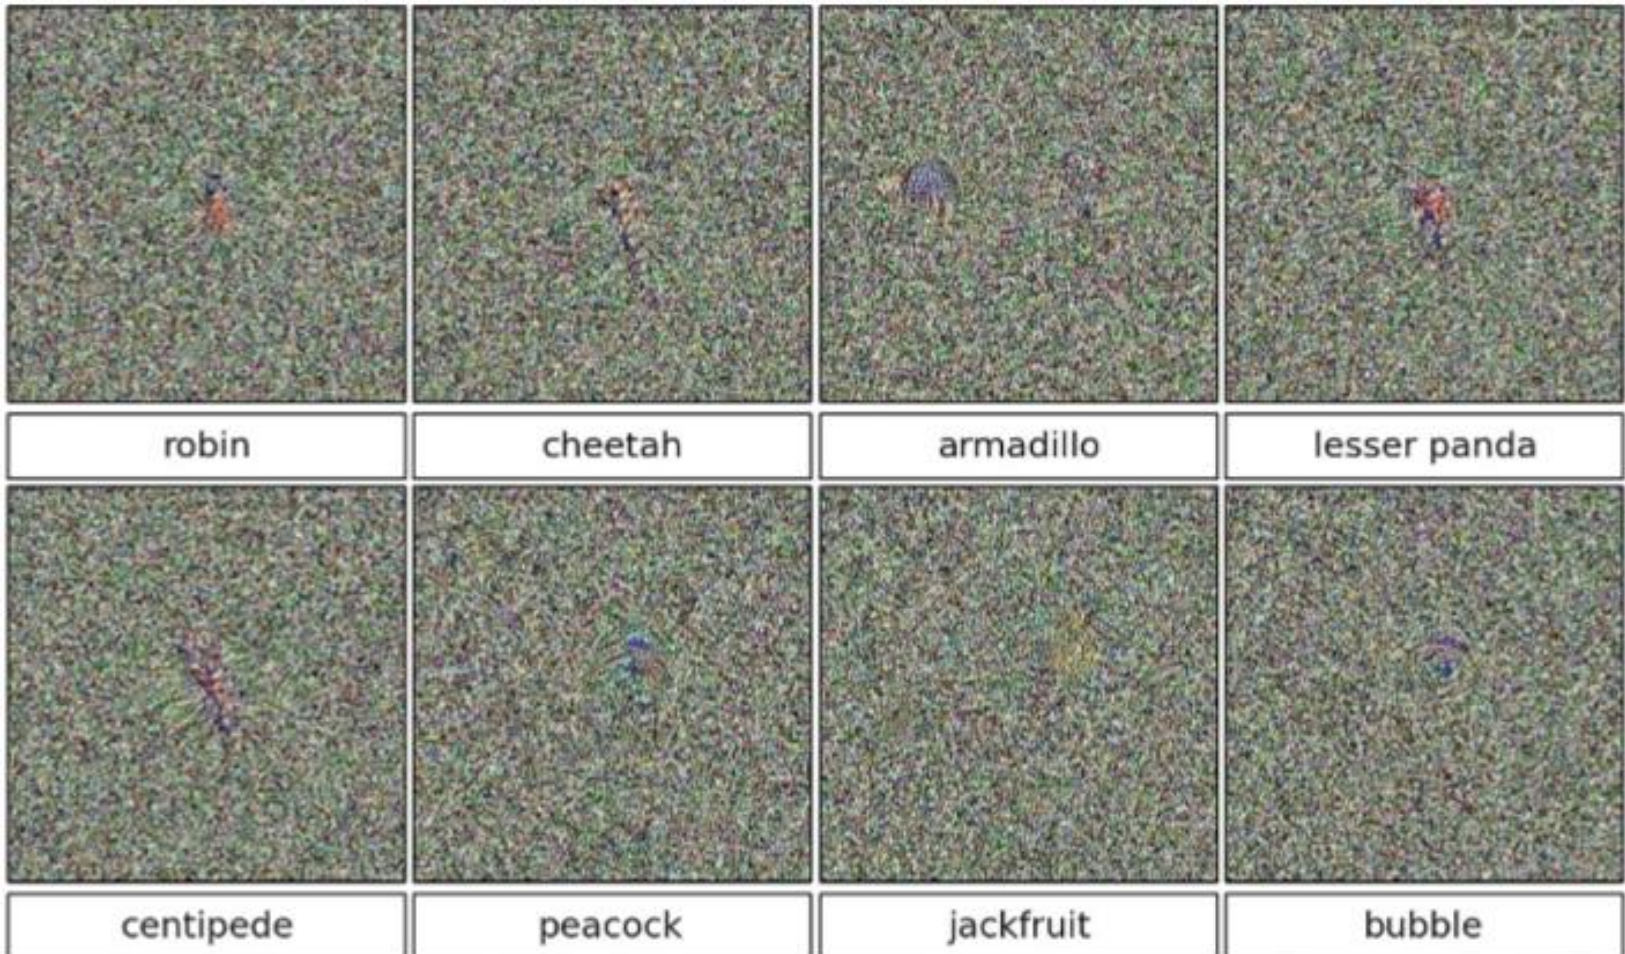 robin
cheetah
armadillo
lesser panda
centipede
peacock
jackfruit
bubble